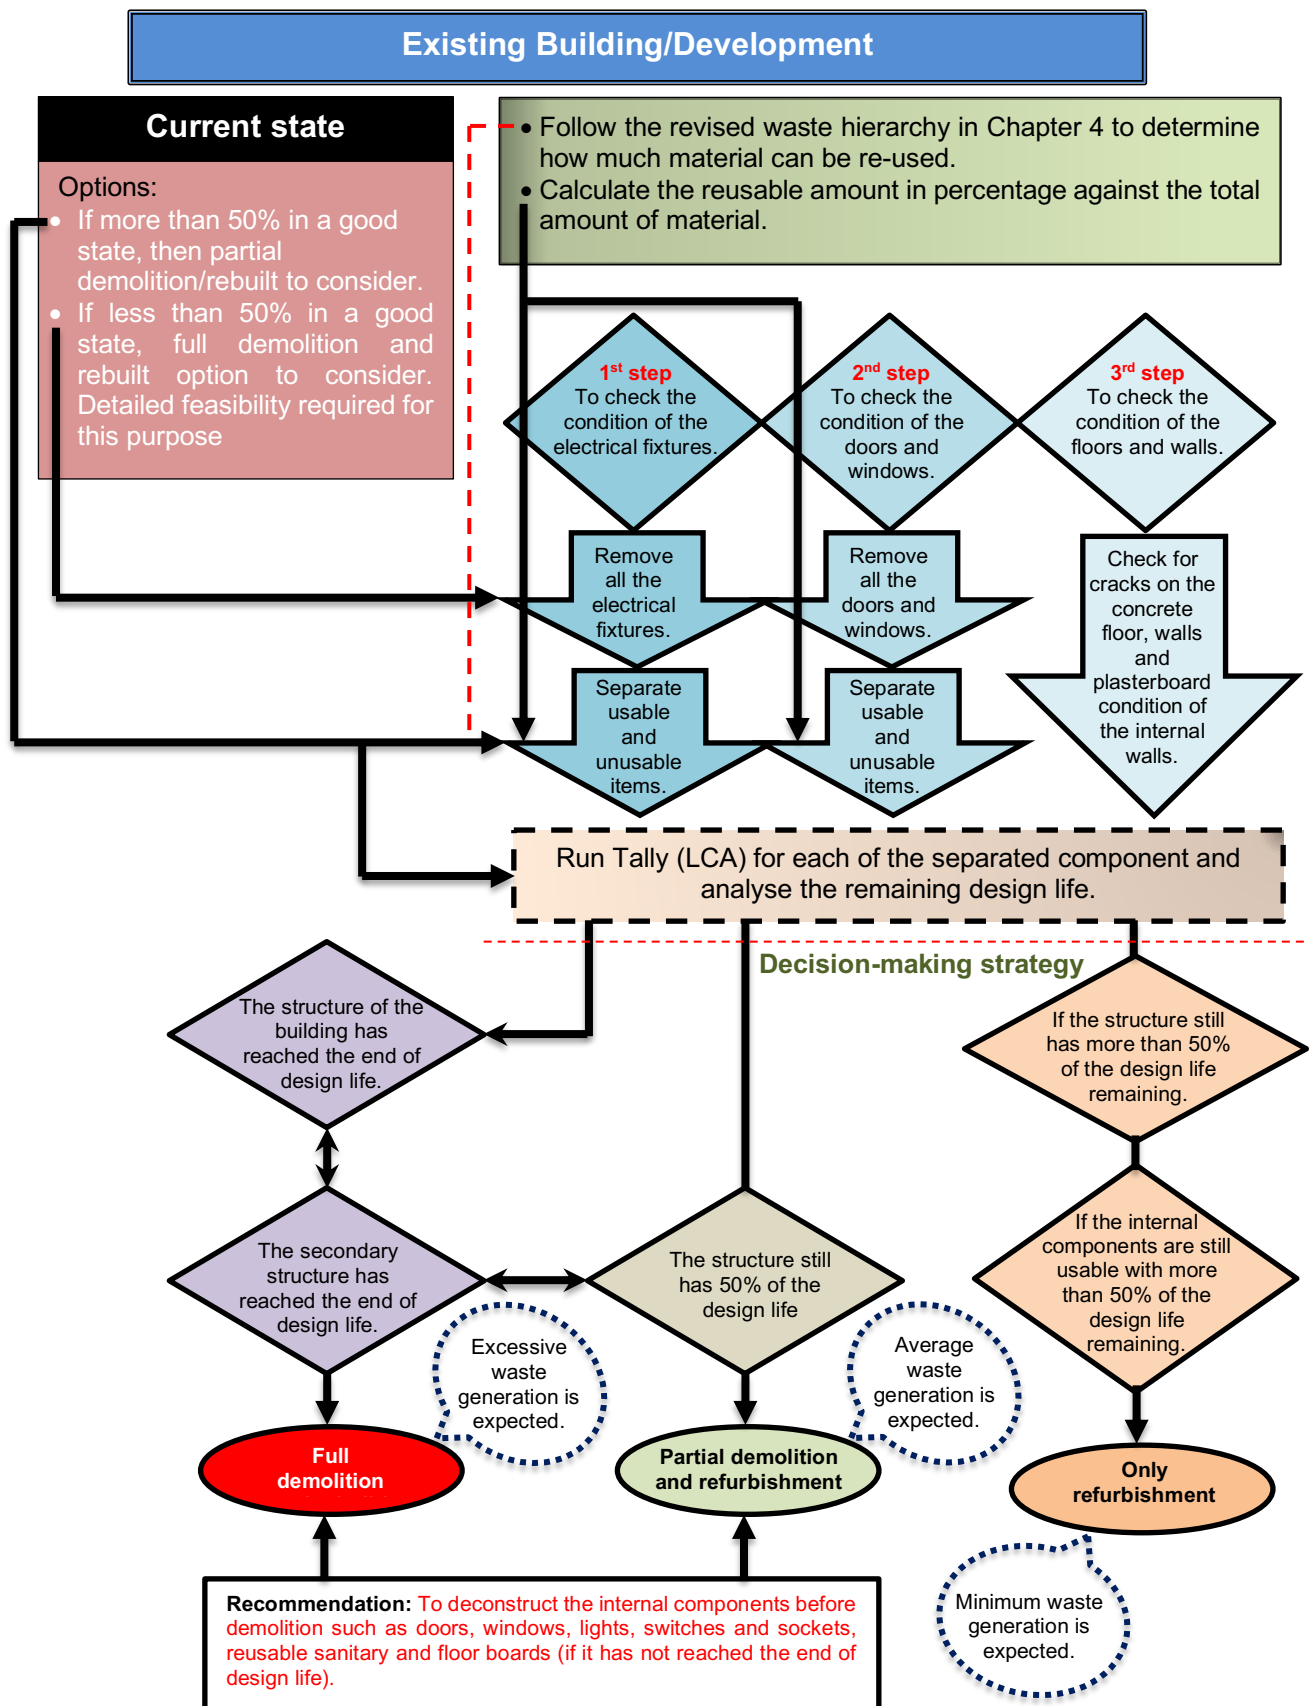 Existing Building/Development
Current state
Options:
• If more than 50% in a good
state, then partial
demolition/rebuilt to consider.
• If less than 50% in a good
state, full demolition and
rebuilt option to consider.
Detailed feasibility required for
this purpose
• Follow the revised waste hierarchy in Chapter 4 to determine
how much material can be re-used.
• Calculate the reusable amount in percentage against the total
amount of material.
1st step
To check the
condition of the
electrical fixtures.
2nd step
To check the
condition of the
doors and
windows.
3rd step
To check the
condition of the
floors and walls.
Remove
all the
electrical
fixtures.
Remove
all the
doors and
windows.
Check for
cracks on the
concrete
floor, walls
and
plasterboard
condition of
the internal
walls.
Separate
usable
and
unusable
items.
Separate
usable
and
unusable
items.
Run Tally (LCA) for each of the separated component and
analyse the remaining design life.
Decision-making strategy
The structure of the
building has
reached the end of
design life.
If the structure still
has more than 50%
of the design life
remaining.
The secondary
structure has
reached the end of
design life.
The structure still
has 50% of the
design life
If the internal
components are still
usable with more
than 50% of the
design life
remaining.
Excessive
waste
generation is
expected.
Average
waste
generation is
expected.
Full
demolition
Partial demolition
and refurbishment
Only
refurbishment
Minimum waste
generation is
expected.
Recommendation: To deconstruct the internal components before
demolition such as doors, windows, lights, switches and sockets,
reusable sanitary and floor boards (if it has not reached the end of
design life).